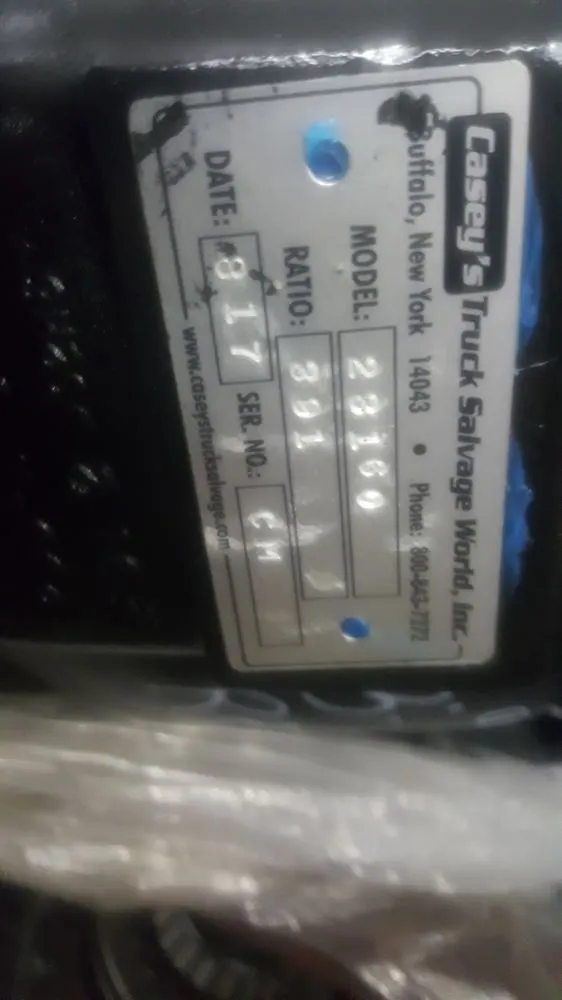 Casey's Truck Salvage World, Inc.
Buffalo, New York 14043 • Phone: 800-843-7372
MODEL: 23160
RATIO: 391
DATE: 817 SER. NO.: CM
www.caseystrucksalvage.com